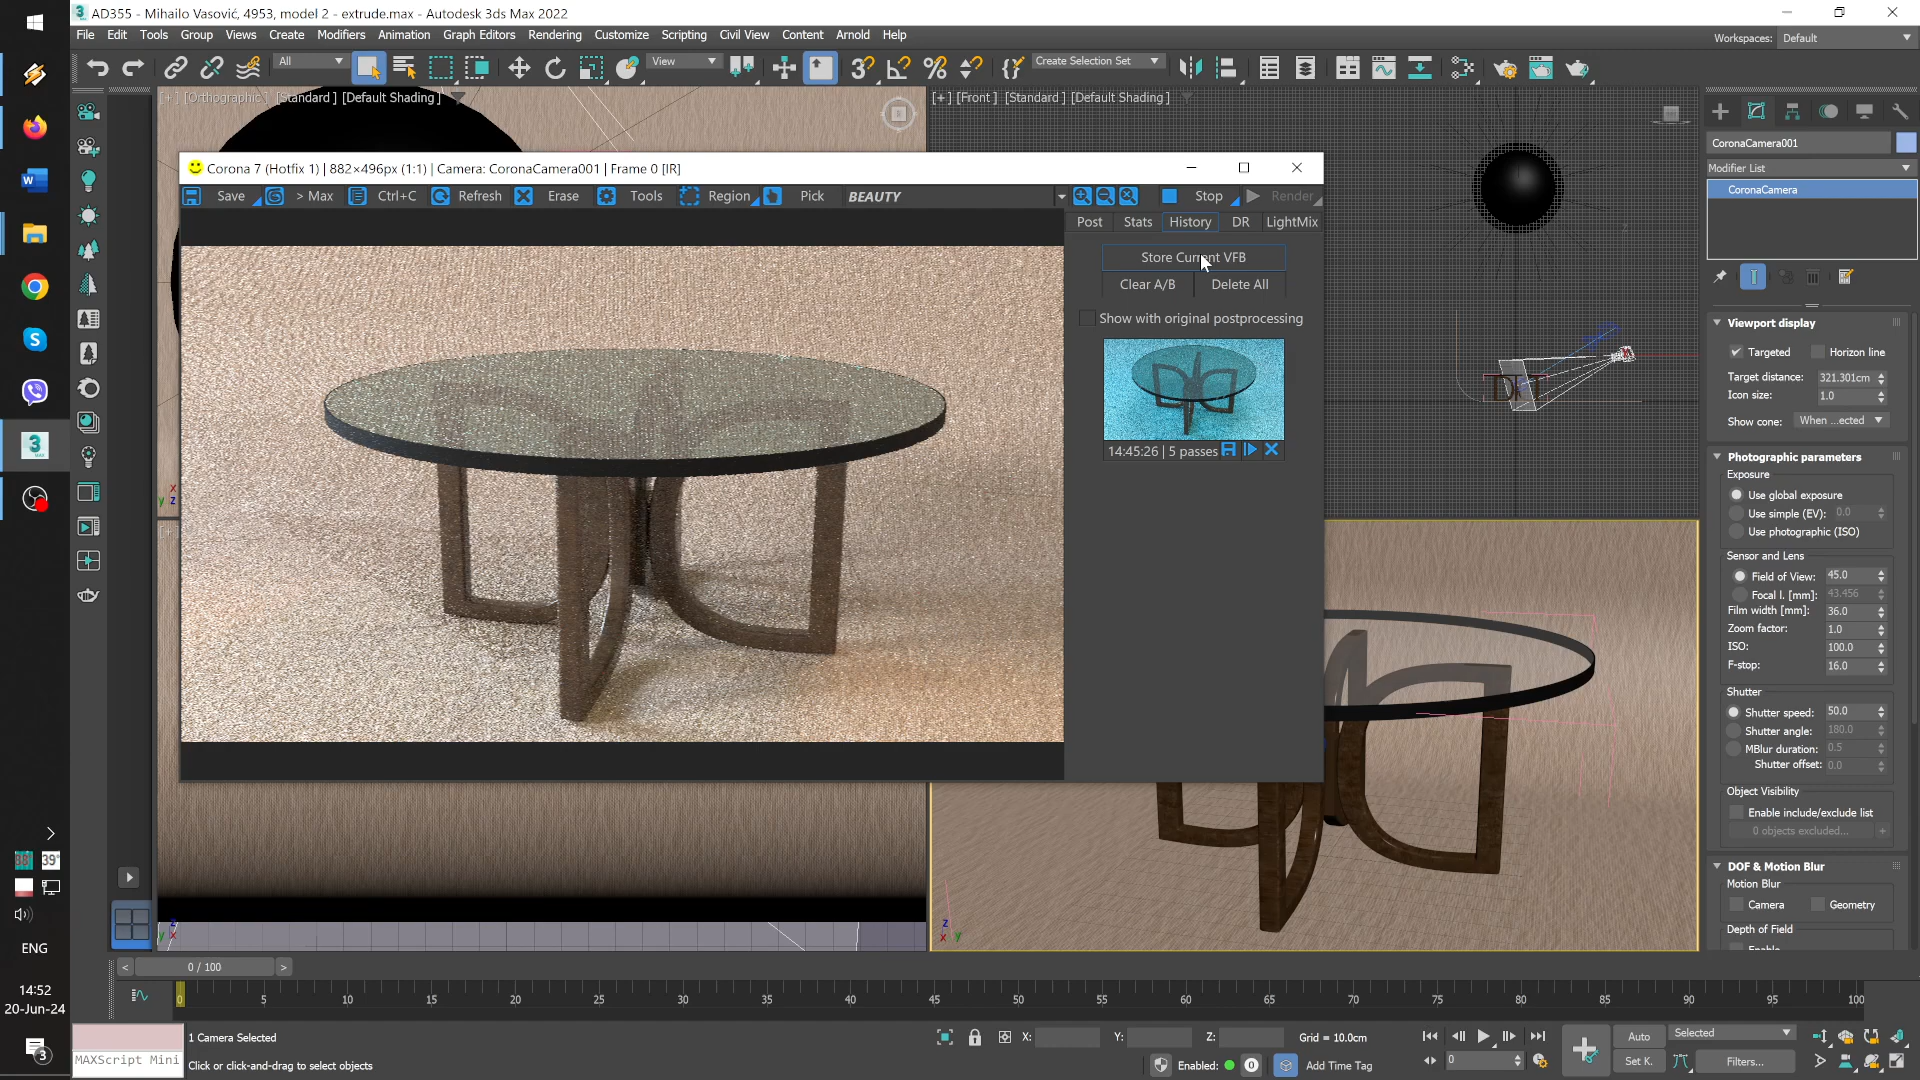 AD355 - Mihailo Vasović, 4953, model 2 - extrude.max - Autodesk 3ds Max 2022
File Edit Tools Group Views Create Modifiers Animation Graph Editors Rendering Customize Scripting Civil View Content Arnold Help
Workspaces: Default
All
View
Create Selection Set
[+] [Orthographic] [Standard] [Default Shading]
[+] [Front] [Standard] [Default Shading]
Corona 7 (Hotfix 1) | 882×496px (1:1) | Camera: CoronaCamera001 | Frame 0 [IR]
Save > Max Ctrl+C Refresh Erase Tools Region Pick BEAUTY Stop Render
Post Stats History DR LightMix
Store Current VFB
Clear A/B Delete All
Show with original postprocessing
14:45:26 | 5 passes
CoronaCamera001
Modifier List
CoronaCamera
Viewport display
Targeted Horizon line
Target distance: 321.301cm
Icon size: 1.0
Show cone: When ...ected
Photographic parameters
Exposure
Use global exposure
Use simple (EV): 0.0
Use photographic (ISO)
Sensor and Lens
Field of View: 45.0
Focal l. [mm]: 43.456
Film width [mm]: 36.0
Zoom factor: 1.0
ISO: 100.0
F-stop: 16.0
Shutter
Shutter speed: 50.0
Shutter angle: 180.0
MBlur duration: 0.5
Shutter offset: 0.0
Object Visibility
Enable include/exclude list
0 objects excluded... +
DOF & Motion Blur
Motion Blur
Camera Geometry
Depth of Field
Enable
38° 39°
ENG
14:52
20-Jun-24
3
< 0 / 100 >
0 5 10 15 20 25 30 35 40 45 50 55 60 65 70 75 80 85 90 95 100
MAXScript Mini
1 Camera Selected
Click or click-and-drag to select objects
X: Y: Z: Grid = 10.0cm
Enabled: 0 Add Time Tag
0
Auto Selected
Set K. Filters...